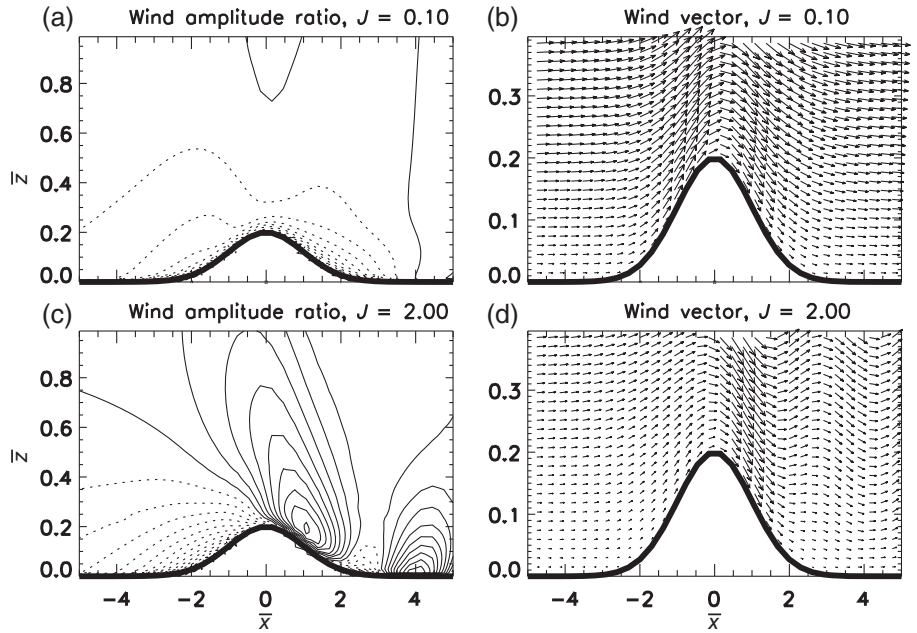 (a) Wind amplitude ratio, J = 0.10
(b) Wind vector, J = 0.10
z̅
0.8
0.6
0.4
0.2
0.0
0.3
0.2
0.1
0.0
(c) Wind amplitude ratio, J = 2.00
(d) Wind vector, J = 2.00
z̅
0.8
0.6
0.4
0.2
0.0
0.3
0.2
0.1
0.0
−4 −2 0 2 4
−4 −2 0 2 4
x̅
x̅